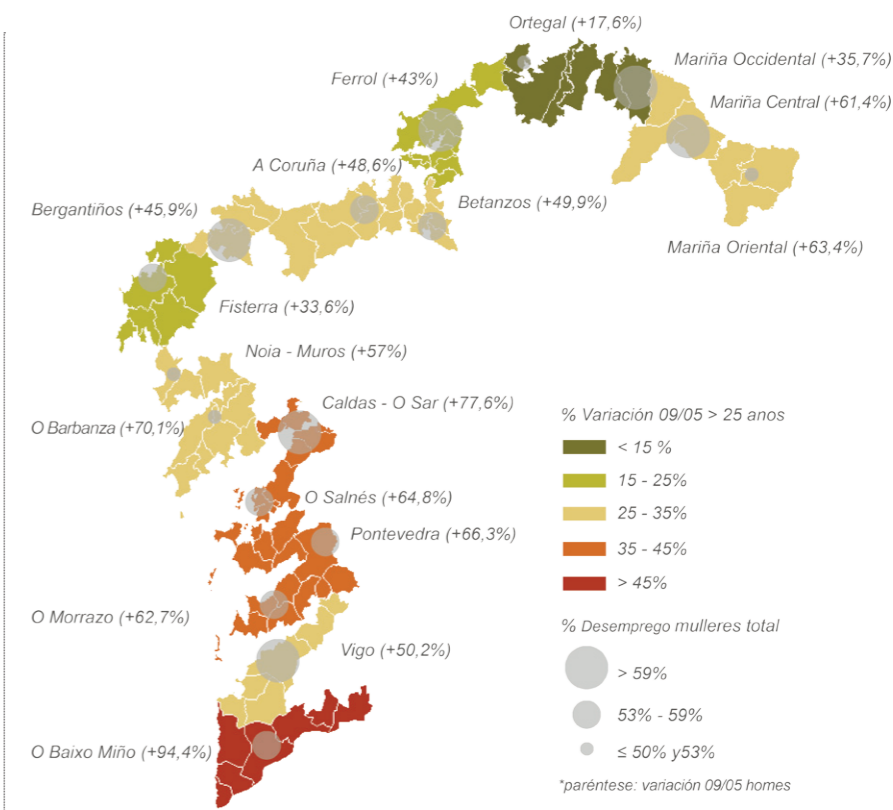 Ortegal (+17,6%)
Mariña Occidental (+35,7%)
Ferrol (+43%)
Mariña Central (+61,4%)
A Coruña (+48,6%)
Bergantiños (+45,9%)
Betanzos (+49,9%)
Mariña Oriental (+63,4%)
Fisterra (+33,6%)
Noia - Muros (+57%)
Caldas - O Sar (+77,6%)
O Barbanza (+70,1%)
O Salnés (+64,8%)
Pontevedra (+66,3%)
O Morrazo (+62,7%)
Vigo (+50,2%)
O Baixo Miño (+94,4%)
% Variación 09/05 > 25 anos
< 15 %
15 - 25%
25 - 35%
35 - 45%
> 45%
% Desemprego mulleres total
> 59%
53% - 59%
≤ 50% y53%
*paréntese: variación 09/05 homes